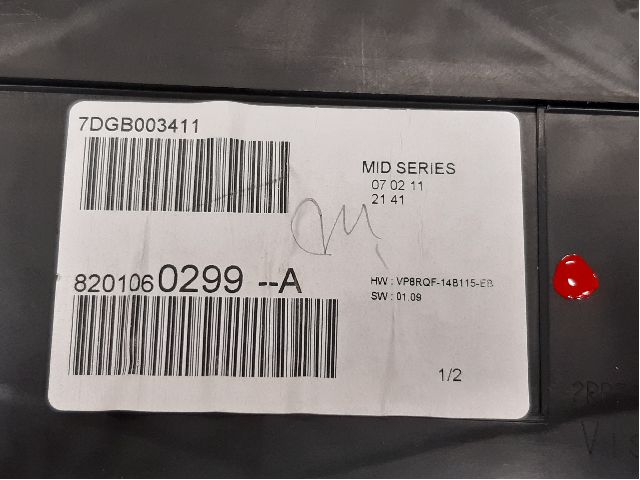 7DGB003411
MID SERIES
07 02 11
21 41
8201060299 --A
HW : VP8RQF-14B115-EB
SW : 01.09
1/2